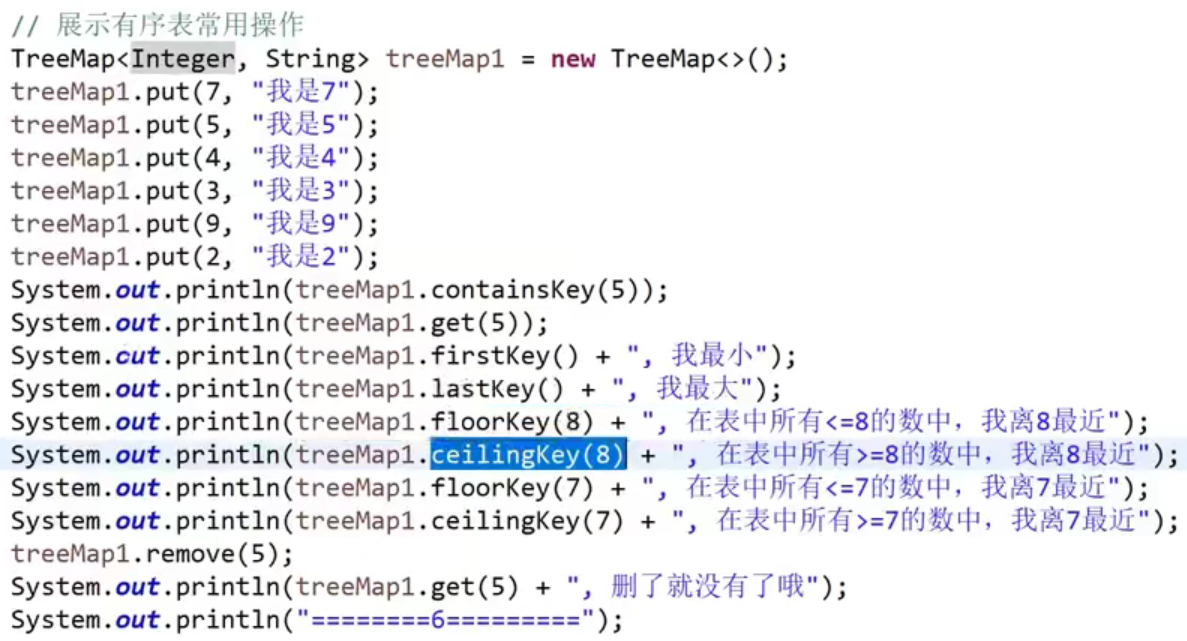 // 展示有序表常用操作
TreeMap<Integer, String> treeMap1 = new TreeMap<>();
treeMap1.put(7, "我是7");
treeMap1.put(5, "我是5");
treeMap1.put(4, "我是4");
treeMap1.put(3, "我是3");
treeMap1.put(9, "我是9");
treeMap1.put(2, "我是2");
System.out.println(treeMap1.containsKey(5));
System.out.println(treeMap1.get(5));
System.out.println(treeMap1.firstKey() + ", 我最小");
System.out.println(treeMap1.lastKey() + ", 我最大");
System.out.println(treeMap1.floorKey(8) + ", 在表中所有<=8的数中，我离8最近");
System.out.println(treeMap1.ceilingKey(8) + ", 在表中所有>=8的数中，我离8最近");
System.out.println(treeMap1.floorKey(7) + ", 在表中所有<=7的数中，我离7最近");
System.out.println(treeMap1.ceilingKey(7) + ", 在表中所有>=7的数中，我离7最近");
treeMap1.remove(5);
System.out.println(treeMap1.get(5) + ", 删了就没有了哦");
System.out.println("========6=========");